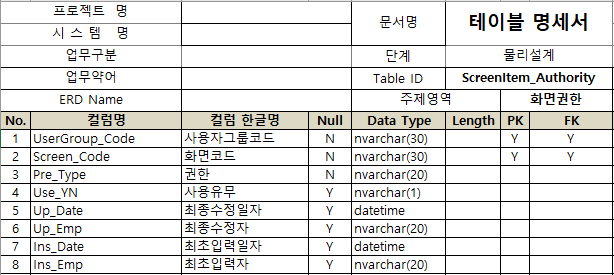 프로젝트 명 문서명 테이블 명세서
시 스 템 명
업무구분 단계 물리설계
업무약어 Table ID ScreenItem_Authority
ERD Name 주제영역 화면권한
No. 컬럼명 컬럼 한글명 Null Data Type Length PK FK
1 UserGroup_Code 사용자그룹코드 N nvarchar(30) Y Y
2 Screen_Code 화면코드 N nvarchar(30) Y Y
3 Pre_Type 권한 N nvarchar(20)
4 Use_YN 사용유무 Y nvarchar(1)
5 Up_Date 최종수정일자 Y datetime
6 Up_Emp 최종수정자 Y nvarchar(20)
7 Ins_Date 최초입력일자 Y datetime
8 Ins_Emp 최초입력자 Y nvarchar(20)